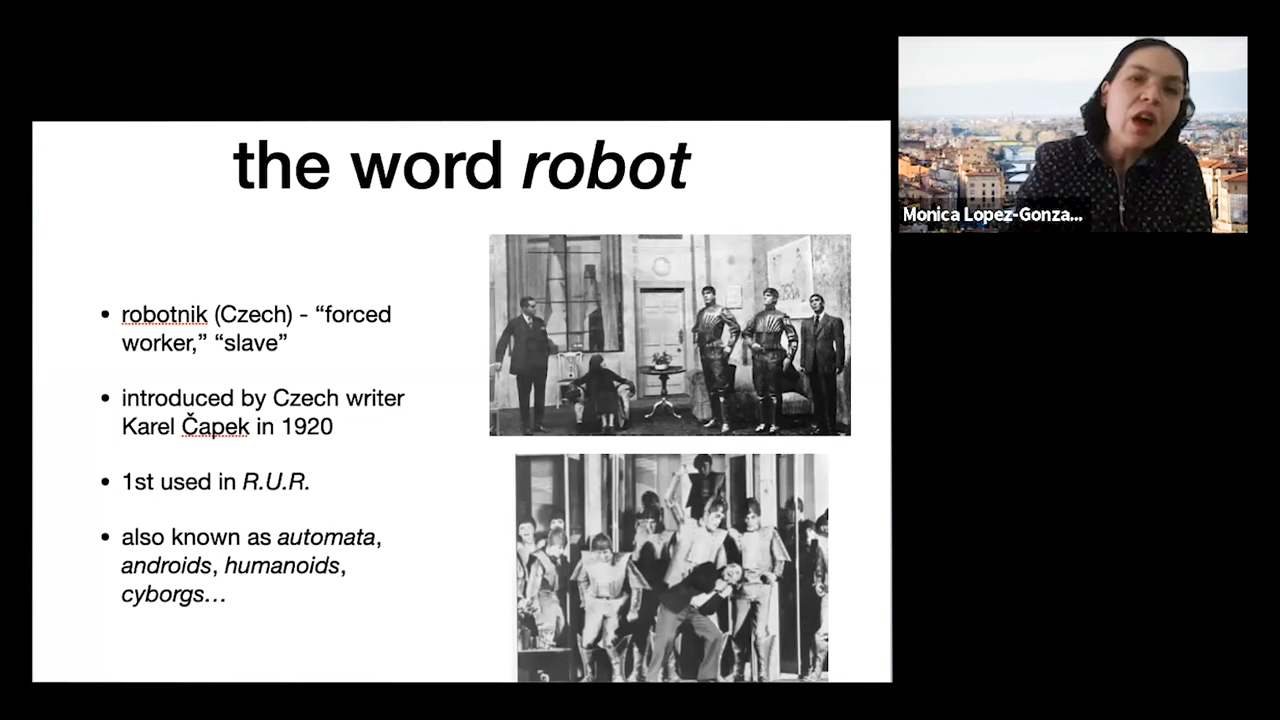 the word robot
• robotnik (Czech) - “forced
worker,” “slave”
• introduced by Czech writer
Karel Čapek in 1920
• 1st used in R.U.R.
• also known as automata,
androids, humanoids,
cyborgs…
Monica Lopez-Gonza...